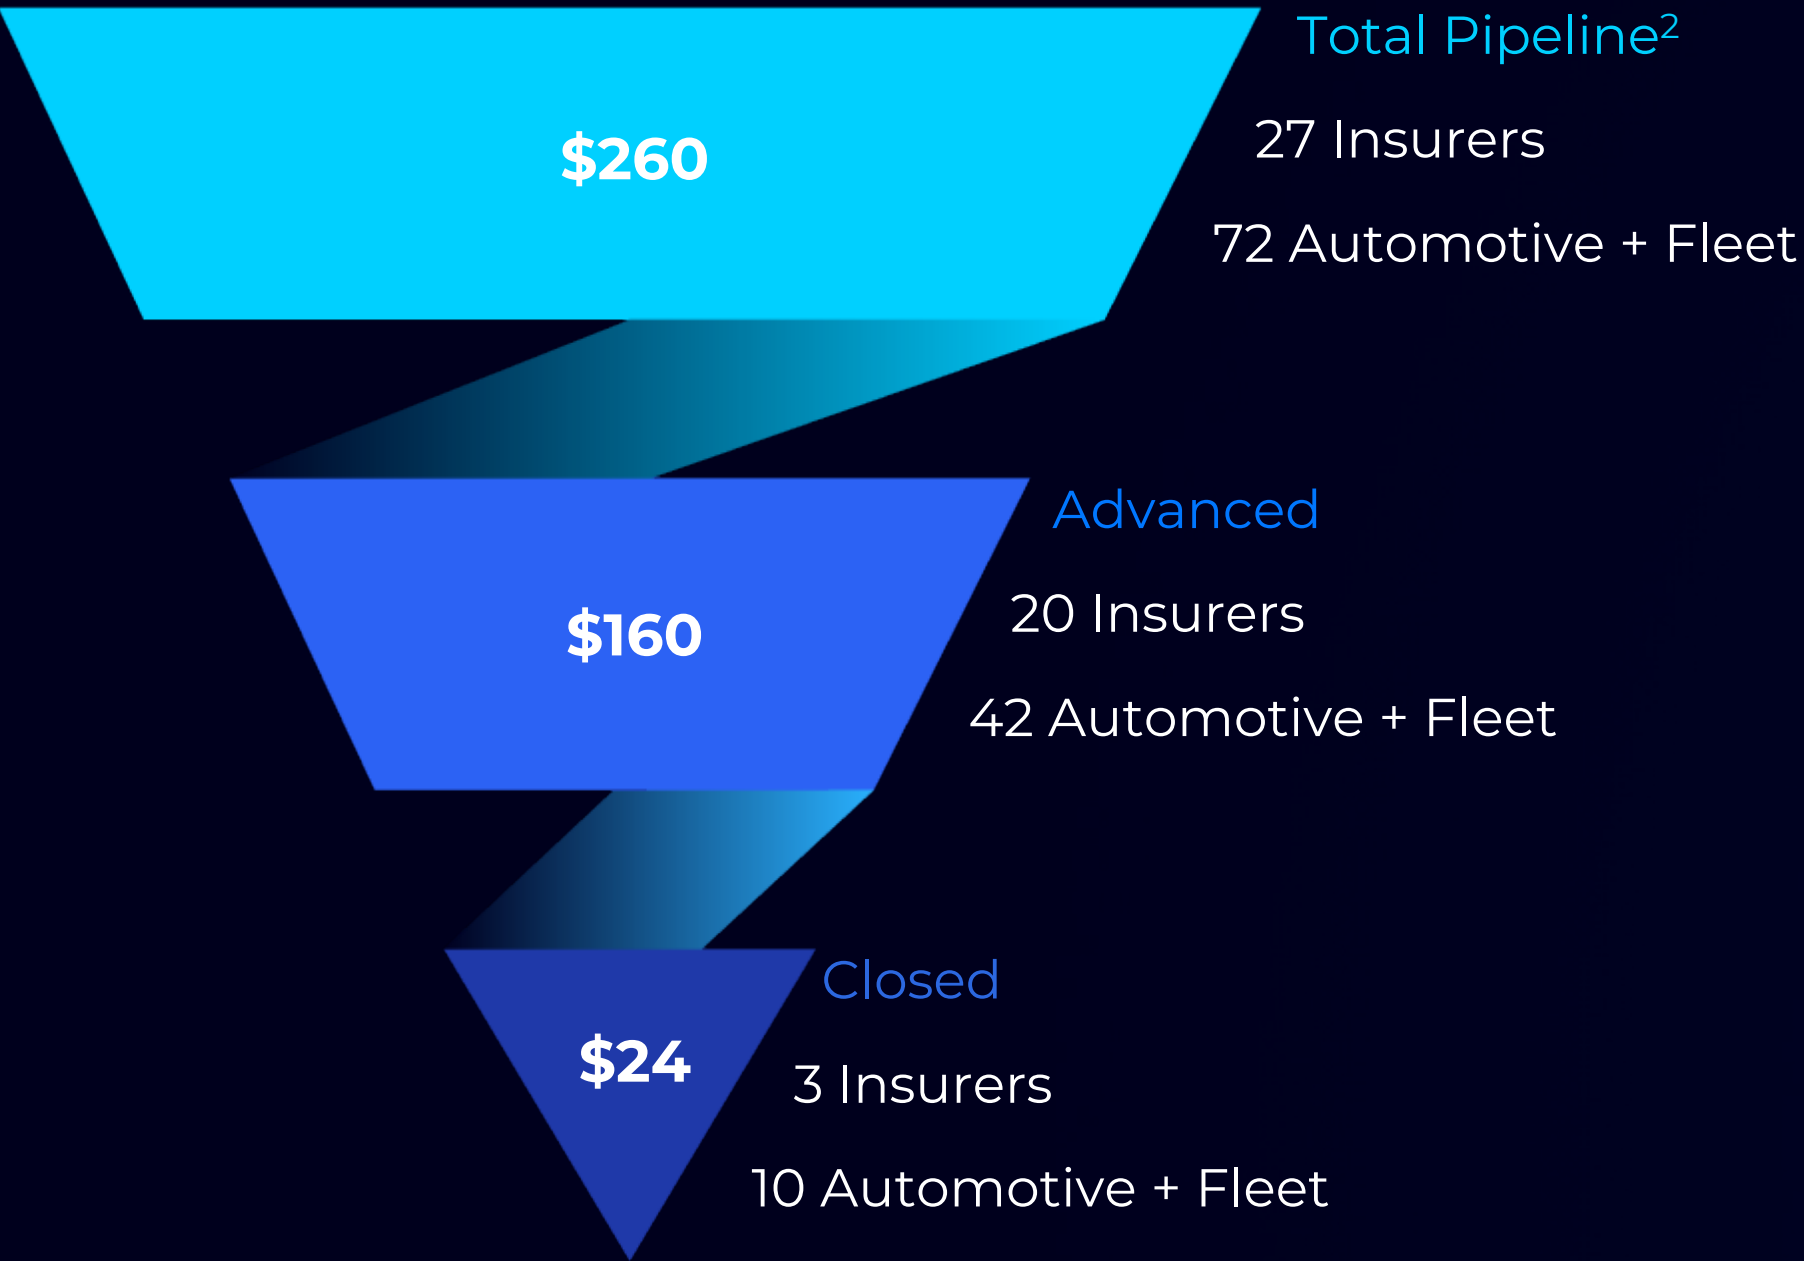 Total Pipeline²
$260
27 Insurers
72 Automotive + Fleet
Advanced
$160
20 Insurers
42 Automotive + Fleet
Closed
$24
3 Insurers
10 Automotive + Fleet